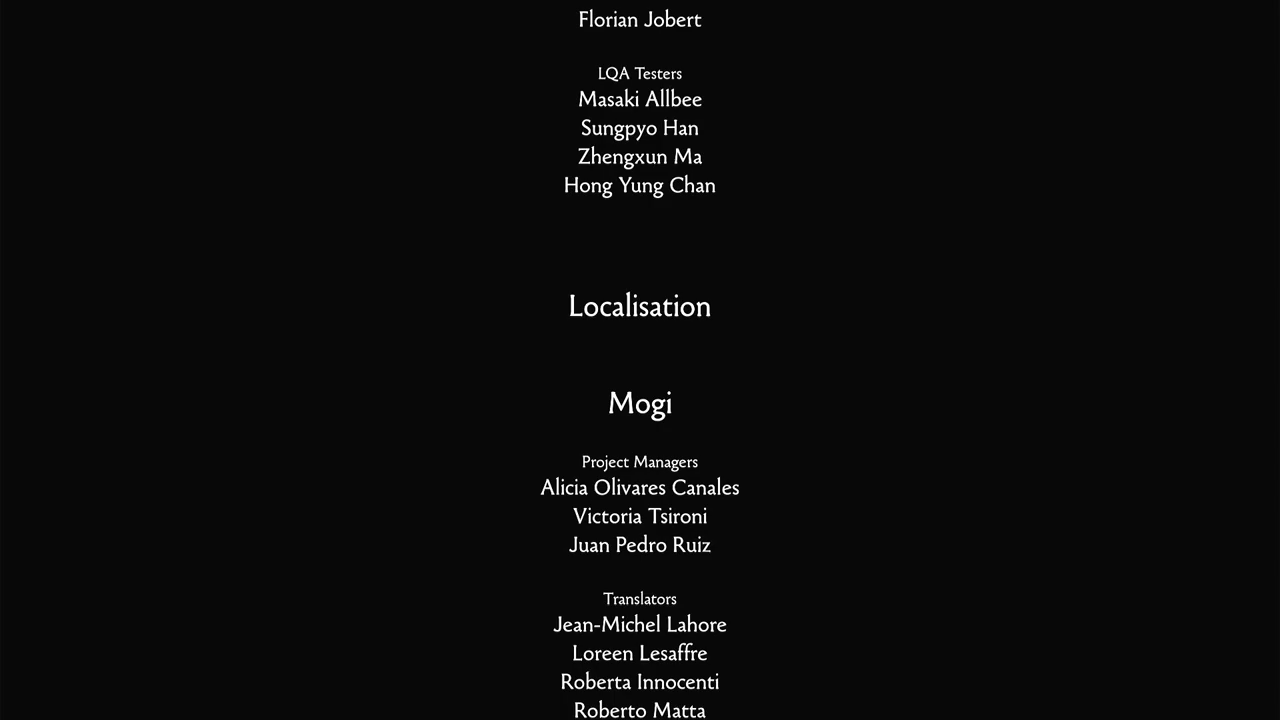 Florian Jobert
LQA Testers
Masaki Allbee
Sungpyo Han
Zhengxun Ma
Hong Yung Chan
Localisation
Mogi
Project Managers
Alicia Olivares Canales
Victoria Tsironi
Juan Pedro Ruiz
Translators
Jean-Michel Lahore
Loreen Lesaffre
Roberta Innocenti
Roberto Matta